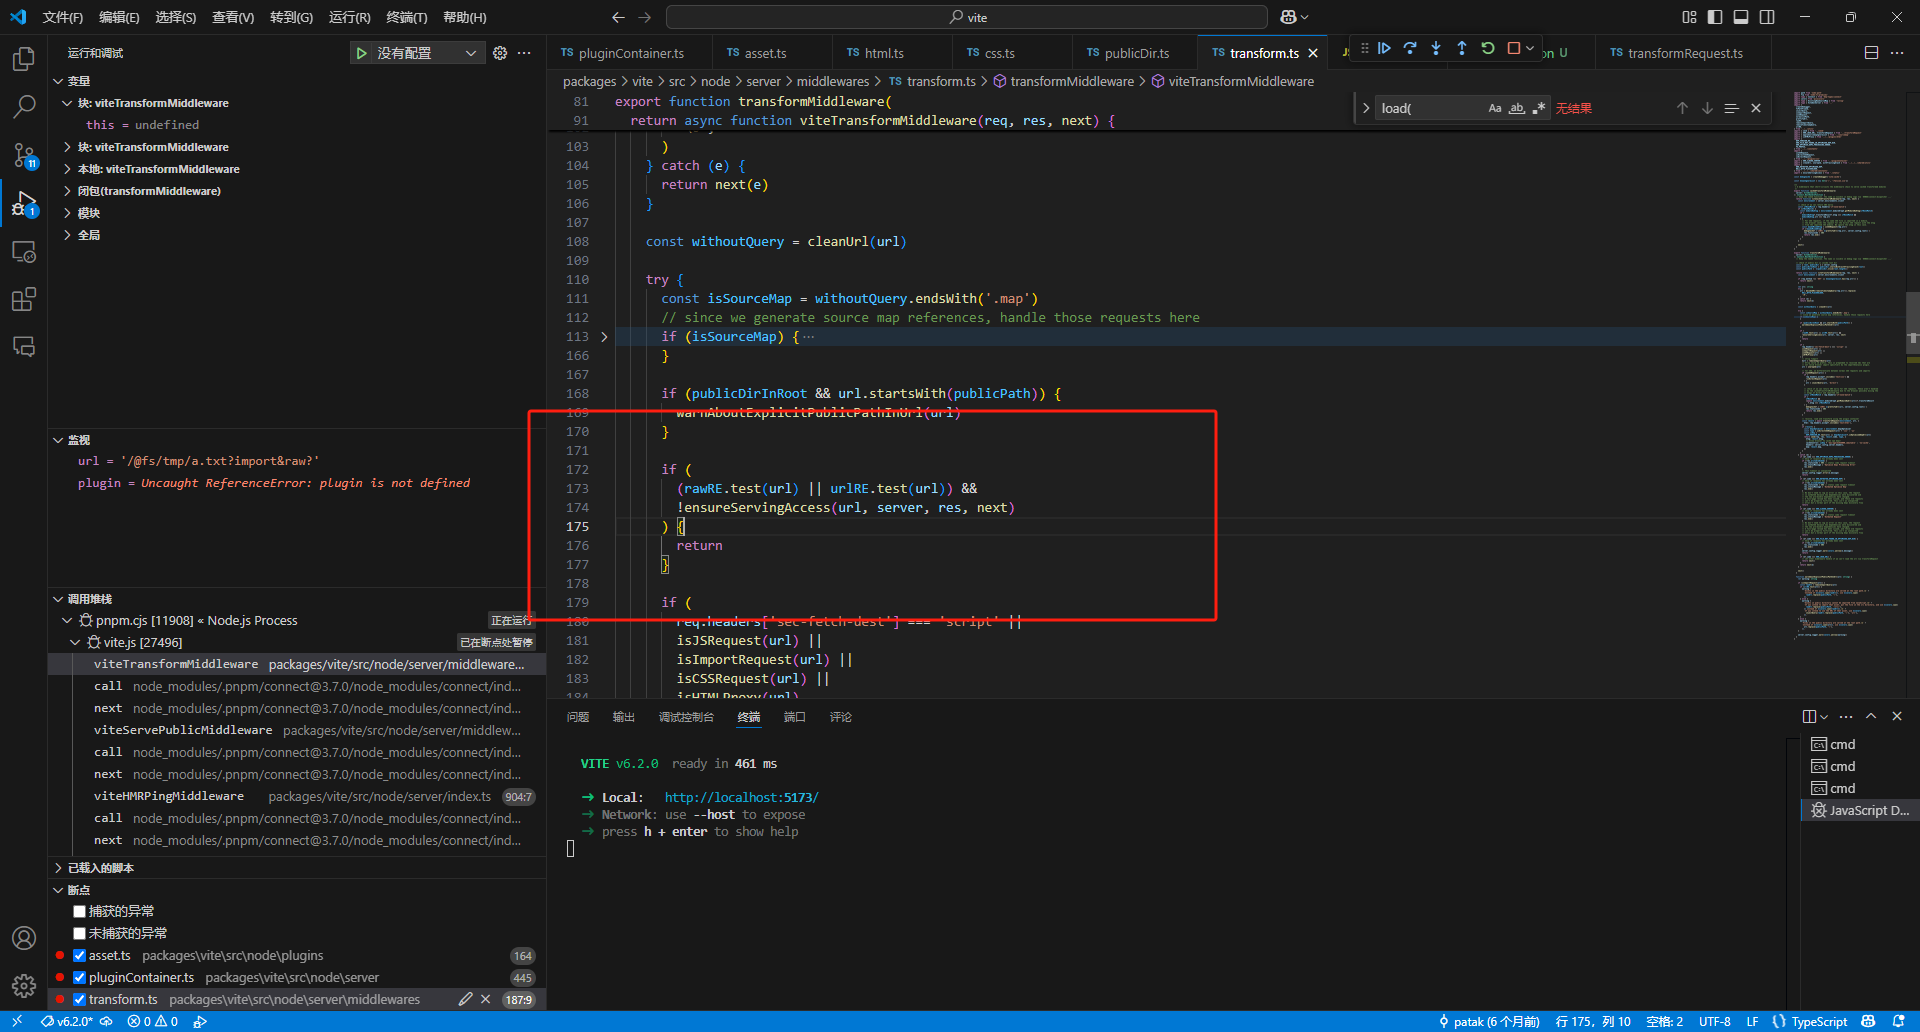 文件(F) 编辑(E) 选择(S) 查看(V) 转到(G) 运行(R) 终端(T) 帮助(H)
vite
运行和调试
没有配置
变量
块: viteTransformMiddleware
this = undefined
块: viteTransformMiddleware
本地: viteTransformMiddleware
闭包(transformMiddleware)
模块
全局
监视
url = '/@fs/tmp/a.txt?import&raw?'
plugin = Uncaught ReferenceError: plugin is not defined
调用堆栈
pnpm.cjs [11908] « Node.js Process 正在运行
vite.js [27496] 已在断点处暂停
viteTransformMiddleware packages/vite/src/node/server/middleware...
call node_modules/.pnpm/connect@3.7.0/node_modules/connect/ind...
next node_modules/.pnpm/connect@3.7.0/node_modules/connect/ind...
viteServePublicMiddleware packages/vite/src/node/server/middlew...
call node_modules/.pnpm/connect@3.7.0/node_modules/connect/ind...
next node_modules/.pnpm/connect@3.7.0/node_modules/connect/ind...
viteHMRPingMiddleware packages/vite/src/node/server/index.ts 904:7
call node_modules/.pnpm/connect@3.7.0/node_modules/connect/ind...
next node_modules/.pnpm/connect@3.7.0/node_modules/connect/ind...
已载入的脚本
断点
捕获的异常
未捕获的异常
asset.ts packages\vite\src\node\plugins 164
pluginContainer.ts packages\vite\src\node\server 445
transform.ts packages\vite\src\node\server\middlewares 187:9
11
1
TS pluginContainer.ts TS asset.ts TS html.ts TS css.ts TS publicDir.ts TS transform.ts on U TS transformRequest.ts
packages > vite > src > node > server > middlewares > TS transform.ts > transformMiddleware > viteTransformMiddleware
load( Aa ab .* 无结果
81 export function transformMiddleware(
91 return async function viteTransformMiddleware(req, res, next) {
103 )
104 } catch (e) {
105 return next(e)
106 }
107
108 const withoutQuery = cleanUrl(url)
109
110 try {
111 const isSourceMap = withoutQuery.endsWith('.map')
112 // since we generate source map references, handle those requests here
113 if (isSourceMap) { ...
166 }
167
168 if (publicDirInRoot && url.startsWith(publicPath)) {
169 warnAboutExplicitPublicPathInUrl(url)
170 }
171
172 if (
173 (rawRE.test(url) || urlRE.test(url)) &&
174 !ensureServingAccess(url, server, res, next)
175 ) {
176 return
177 }
178
179 if (
180 req.headers['sec-fetch-dest'] === 'script' ||
181 isJSRequest(url) ||
182 isImportRequest(url) ||
183 isCSSRequest(url) ||
184 isHTMLProxy(url)
问题 输出 调试控制台 终端 端口 评论
VITE v6.2.0 ready in 461 ms
➜ Local: http://localhost:5173/
➜ Network: use --host to expose
➜ press h + enter to show help
cmd
cmd
cmd
JavaScript D...
v6.2.0* 0 0
patak (6 个月前) 行 175，列 10 空格: 2 UTF-8 LF {} TypeScript